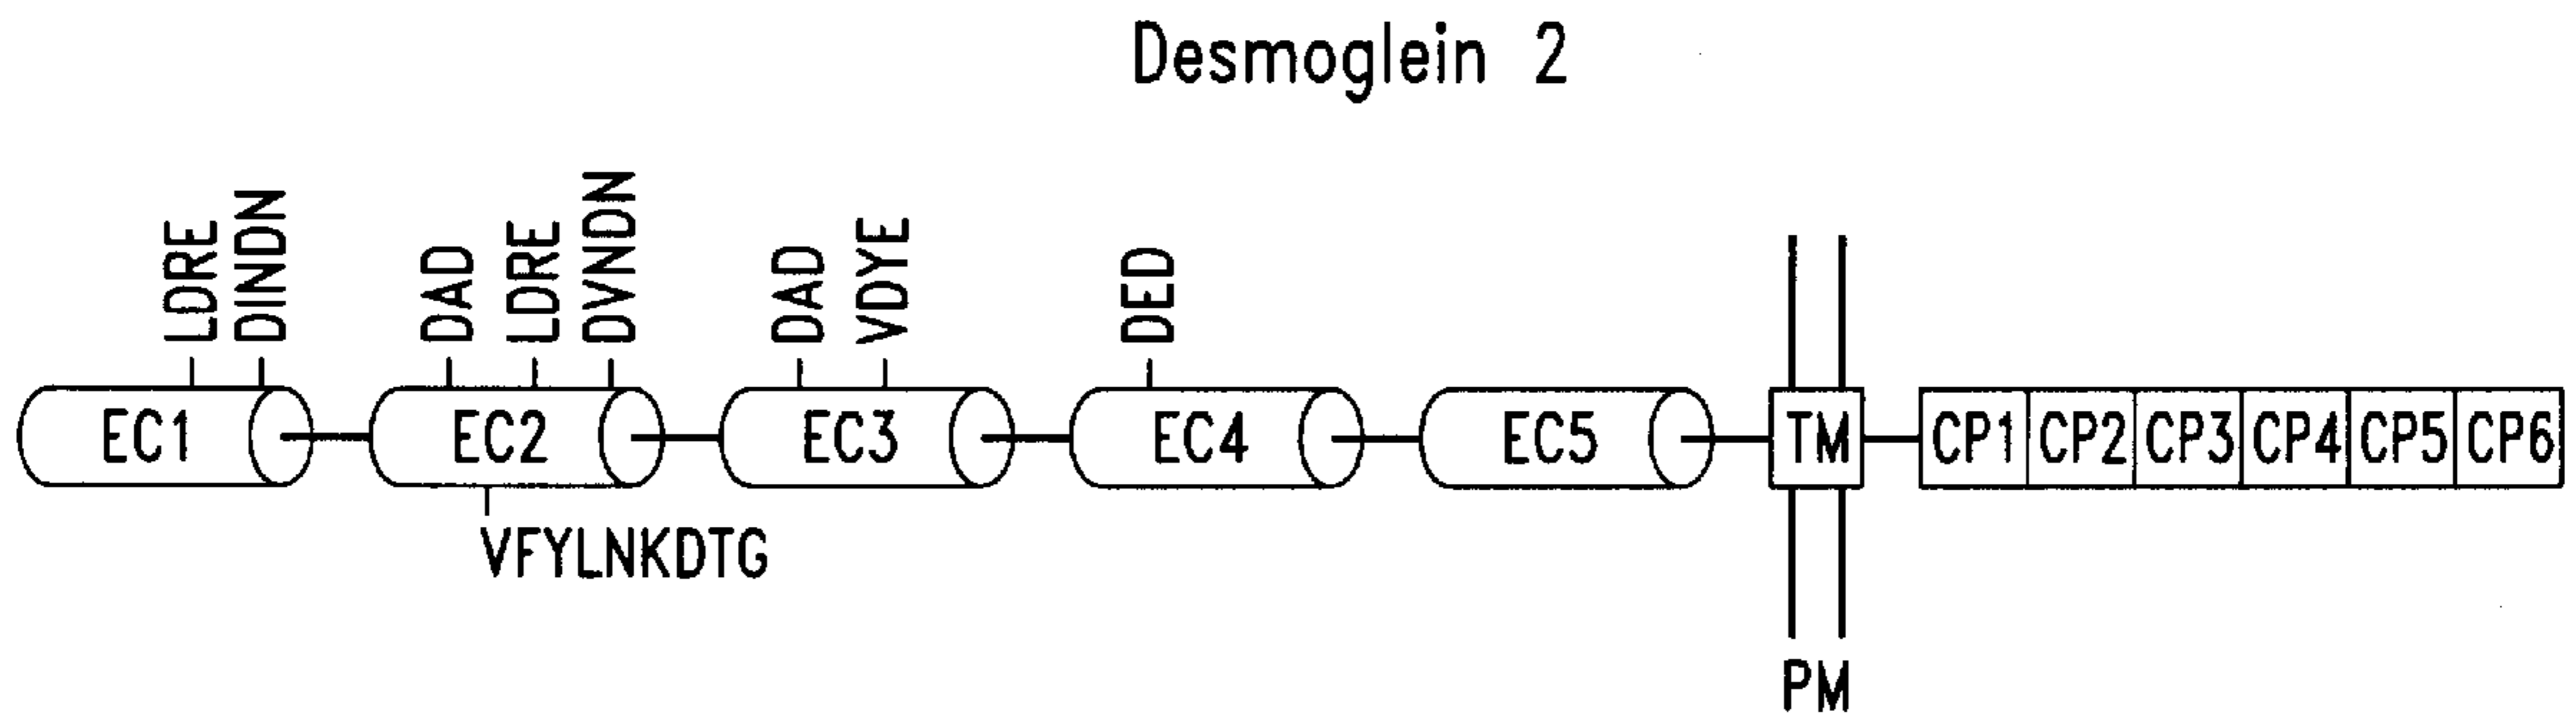 Desmoglein 2
LDRE
DINDN
DAD
LDRE
DVNDN
DAD
VDYE
DED
EC1
EC2
EC3
EC4
EC5
TM
CP1
CP2
CP3
CP4
CP5
CP6
VFYLNKDTG
PM